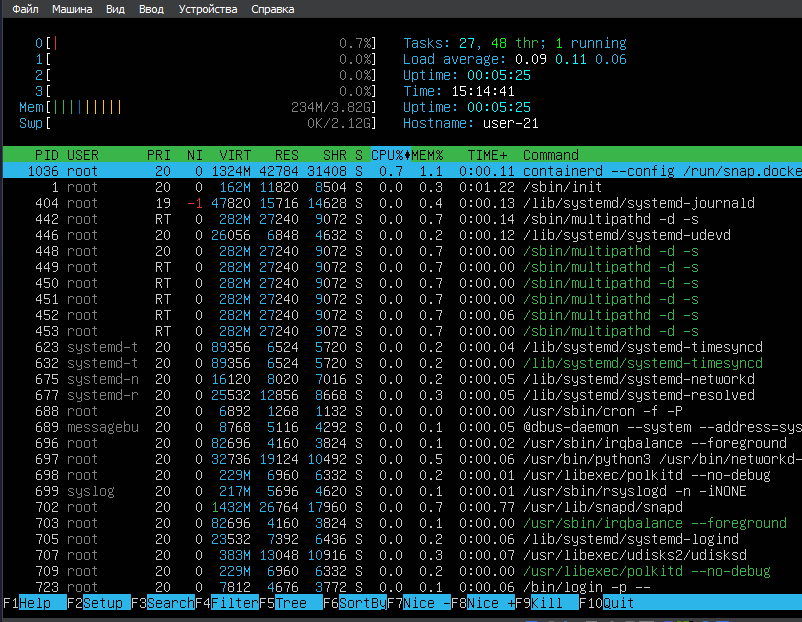 Файл Машина Вид Ввод Устройства Справка
0[| 0.7%] Tasks: 27, 48 thr; 1 running
1[ 0.0%] Load average: 0.09 0.11 0.06
2[ 0.0%] Uptime: 00:05:25
3[ 0.0%] Time: 15:14:41
Mem[||||||||| 234M/3.82G] Uptime: 00:05:25
Swp[ 0K/2.12G] Hostname: user-21
PID USER PRI NI VIRT RES SHR S CPU%♦MEM% TIME+ Command
1036 root 20 0 1324M 42784 31408 S 0.7 1.1 0:00.11 containerd --config /run/snap.docke
1 root 20 0 162M 11820 8504 S 0.0 0.3 0:01.22 /sbin/init
404 root 19 -1 47820 15716 14628 S 0.0 0.4 0:00.13 /lib/systemd/systemd-journald
442 root RT 0 282M 27240 9072 S 0.0 0.7 0:00.14 /sbin/multipathd -d -s
446 root 20 0 26056 6848 4632 S 0.0 0.2 0:00.12 /lib/systemd/systemd-udevd
448 root 20 0 282M 27240 9072 S 0.0 0.7 0:00.00 /sbin/multipathd -d -s
449 root RT 0 282M 27240 9072 S 0.0 0.7 0:00.00 /sbin/multipathd -d -s
450 root RT 0 282M 27240 9072 S 0.0 0.7 0:00.00 /sbin/multipathd -d -s
451 root RT 0 282M 27240 9072 S 0.0 0.7 0:00.00 /sbin/multipathd -d -s
452 root RT 0 282M 27240 9072 S 0.0 0.7 0:00.06 /sbin/multipathd -d -s
453 root RT 0 282M 27240 9072 S 0.0 0.7 0:00.00 /sbin/multipathd -d -s
623 systemd-t 20 0 89356 6524 5720 S 0.0 0.2 0:00.04 /lib/systemd/systemd-timesyncd
632 systemd-t 20 0 89356 6524 5720 S 0.0 0.2 0:00.00 /lib/systemd/systemd-timesyncd
675 systemd-n 20 0 16120 8020 7016 S 0.0 0.2 0:00.05 /lib/systemd/systemd-networkd
677 systemd-r 20 0 25532 12856 8668 S 0.0 0.3 0:00.05 /lib/systemd/systemd-resolved
688 root 20 0 6892 1268 1132 S 0.0 0.0 0:00.00 /usr/sbin/cron -f -P
689 messagebu 20 0 8768 5116 4292 S 0.0 0.1 0:00.05 @dbus-daemon --system --address=sys
696 root 20 0 82696 4160 3824 S 0.0 0.1 0:00.02 /usr/sbin/irqbalance --foreground
697 root 20 0 32736 19124 10492 S 0.0 0.5 0:00.06 /usr/bin/python3 /usr/bin/networkd-
698 root 20 0 229M 6960 6332 S 0.0 0.2 0:00.01 /usr/libexec/polkitd --no-debug
699 syslog 20 0 217M 5696 4620 S 0.0 0.1 0:00.01 /usr/sbin/rsyslogd -n -iNONE
702 root 20 0 1432M 26764 17960 S 0.0 0.7 0:00.77 /usr/lib/snapd/snapd
703 root 20 0 82696 4160 3824 S 0.0 0.1 0:00.00 /usr/sbin/irqbalance --foreground
705 root 20 0 23532 7392 6436 S 0.0 0.2 0:00.06 /lib/systemd/systemd-logind
707 root 20 0 383M 13048 10916 S 0.0 0.3 0:00.07 /usr/libexec/udisks2/udisksd
709 root 20 0 229M 6960 6332 S 0.0 0.2 0:00.00 /usr/libexec/polkitd --no-debug
723 root 20 0 7812 4676 3772 S 0.0 0.1 0:00.06 /bin/login -p --
F1Help F2Setup F3SearchF4FilterF5Tree F6SortByF7Nice -F8Nice +F9Kill F10Quit